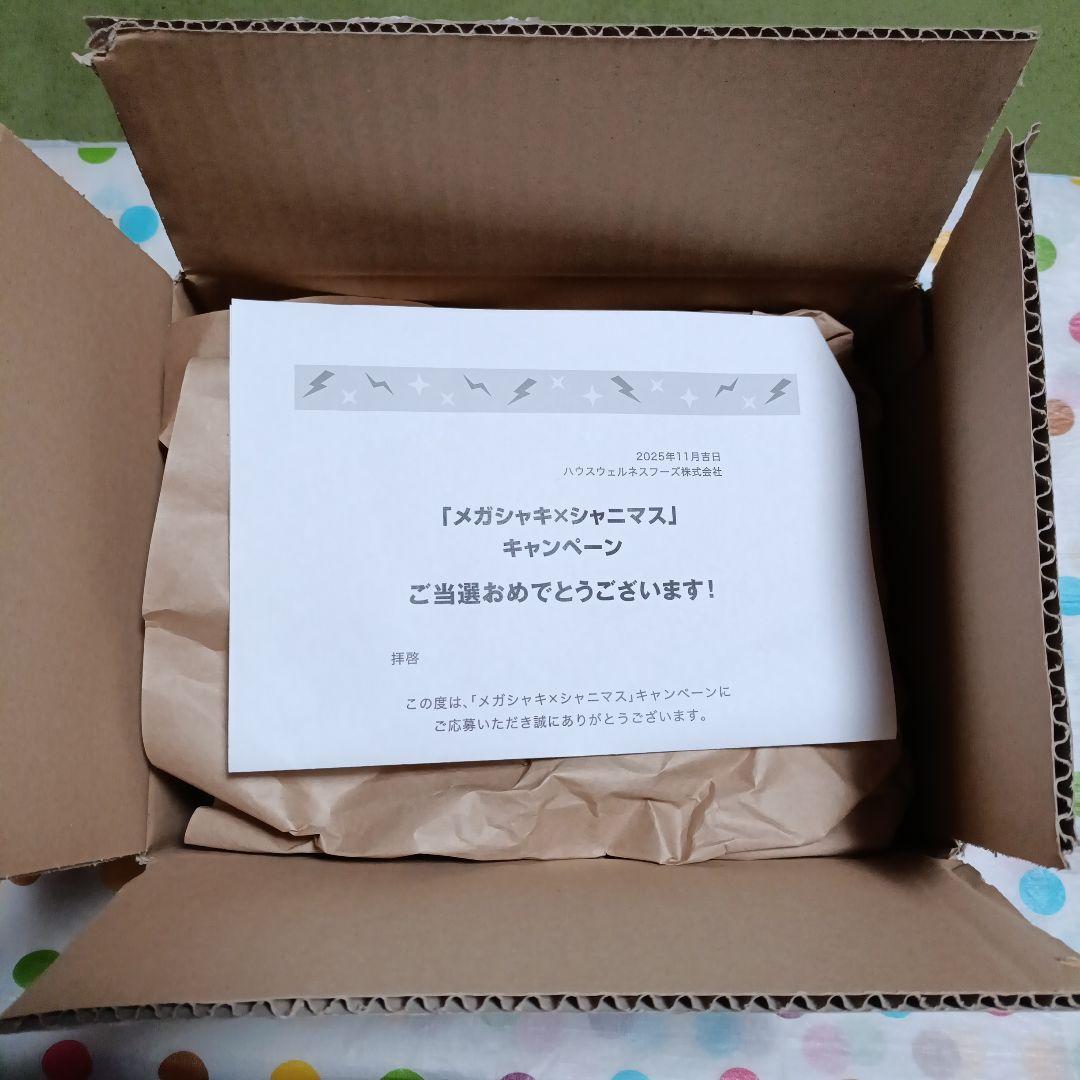 2025年11月吉日
ハウスウェルネスフーズ株式会社
「メガシャキ×シャニマス」
キャンペーン
ご当選おめでとうございます!
拝啓
この度は、「メガシャキ×シャニマス」キャンペーンに
ご応募いただき誠にありがとうございます。